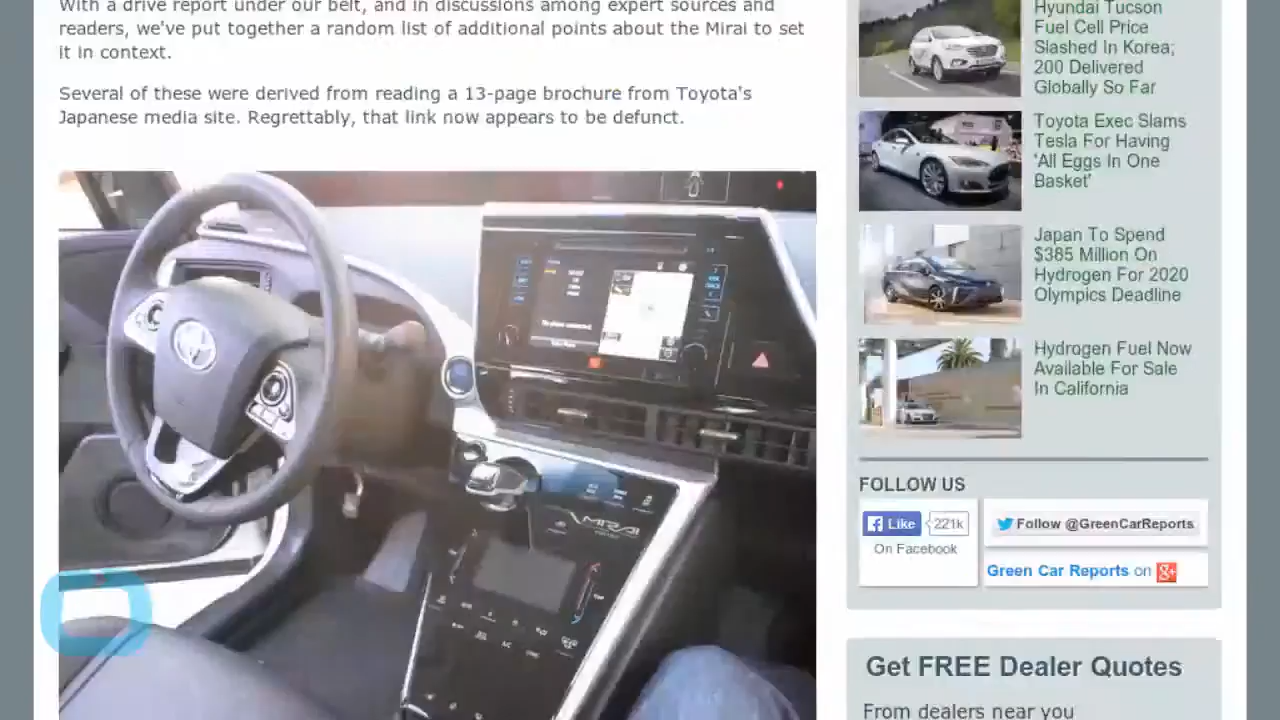 With a drive report under our belt, and in discussions among expert sources and
readers, we've put together a random list of additional points about the Mirai to set
it in context.
Several of these were derived from reading a 13-page brochure from Toyota's
Japanese media site. Regrettably, that link now appears to be defunct.
MIRAI
Hyundai Tucson
Fuel Cell Price
Slashed In Korea;
200 Delivered
Globally So Far
Toyota Exec Slams
Tesla For Having
'All Eggs In One
Basket'
Japan To Spend
$385 Million On
Hydrogen For 2020
Olympics Deadline
Hydrogen Fuel Now
Available For Sale
In California
FOLLOW US
Like 221k
On Facebook
Follow @GreenCarReports
Green Car Reports on g+
Get FREE Dealer Quotes
From dealers near you